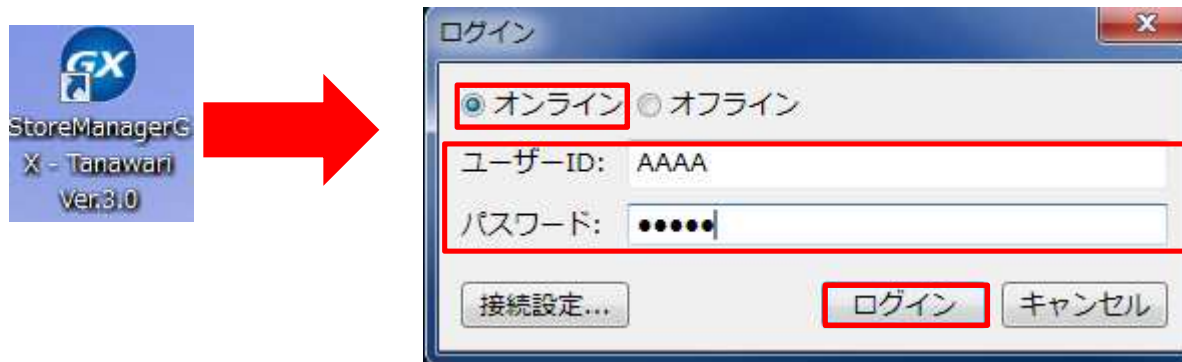 GX
StoreManagerG
X - Tanawari
Ver.3.0
ログイン
オンライン オフライン
ユーザーID: AAAA
パスワード: ●●●●●
接続設定... ログイン キャンセル